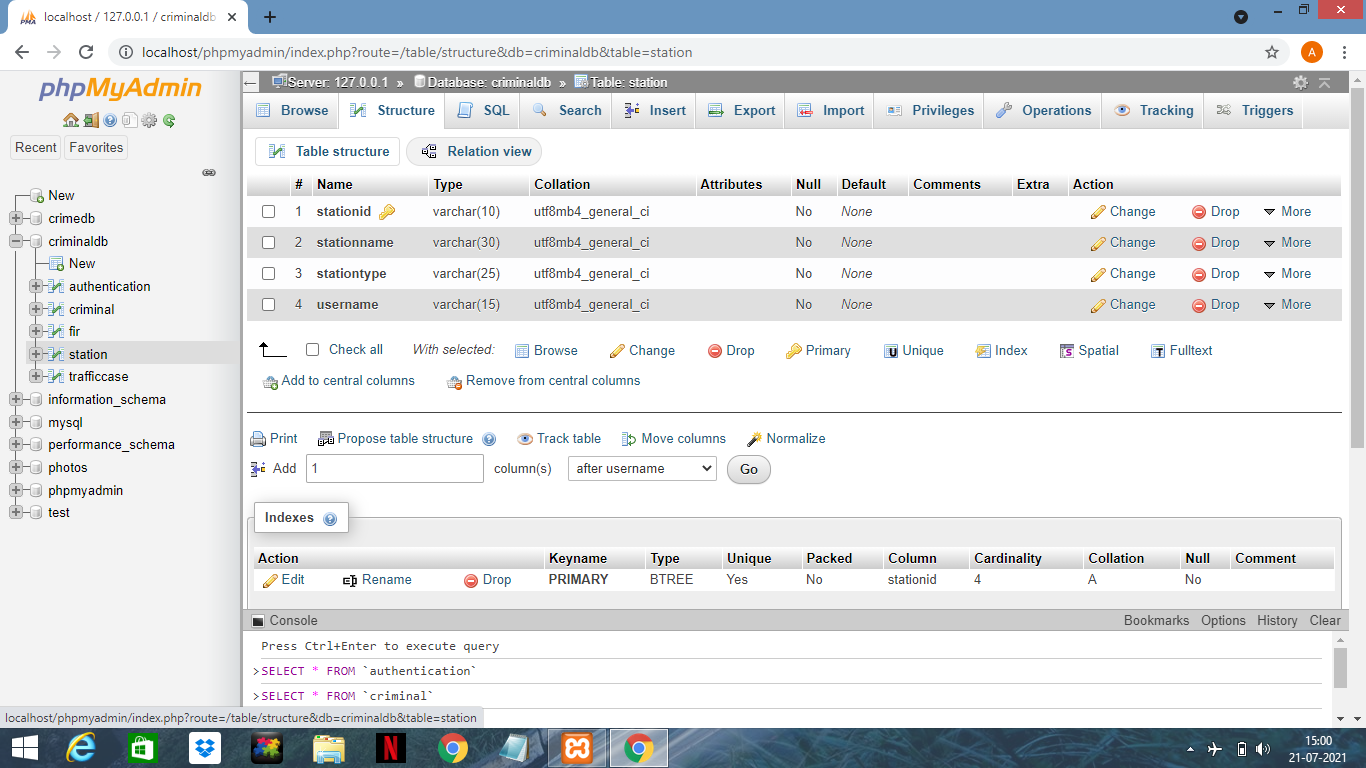 localhost / 127.0.0.1 / criminaldb
localhost/phpmyadmin/index.php?route=/table/structure&db=criminaldb&table=station
A
phpMyAdmin
Recent Favorites
New
crimedb
criminaldb
New
authentication
criminal
fir
station
trafficcase
information_schema
mysql
performance_schema
photos
phpmyadmin
test
Server: 127.0.0.1 » Database: criminaldb » Table: station
Browse Structure SQL Search Insert Export Import Privileges Operations Tracking Triggers
Table structure Relation view
# Name Type Collation Attributes Null Default Comments Extra Action
1 stationid varchar(10) utf8mb4_general_ci No None Change Drop More
2 stationname varchar(30) utf8mb4_general_ci No None Change Drop More
3 stationtype varchar(25) utf8mb4_general_ci No None Change Drop More
4 username varchar(15) utf8mb4_general_ci No None Change Drop More
Check all With selected: Browse Change Drop Primary Unique Index Spatial Fulltext
Add to central columns Remove from central columns
Print Propose table structure Track table Move columns Normalize
Add 1 column(s) after username Go
Indexes
Action Keyname Type Unique Packed Column Cardinality Collation Null Comment
Edit Rename Drop PRIMARY BTREE Yes No stationid 4 A No
Console Bookmarks Options History Clear
Press Ctrl+Enter to execute query
>SELECT * FROM `authentication`
>SELECT * FROM `criminal`
localhost/phpmyadmin/index.php?route=/table/structure&db=criminaldb&table=station
15:00
21-07-2021